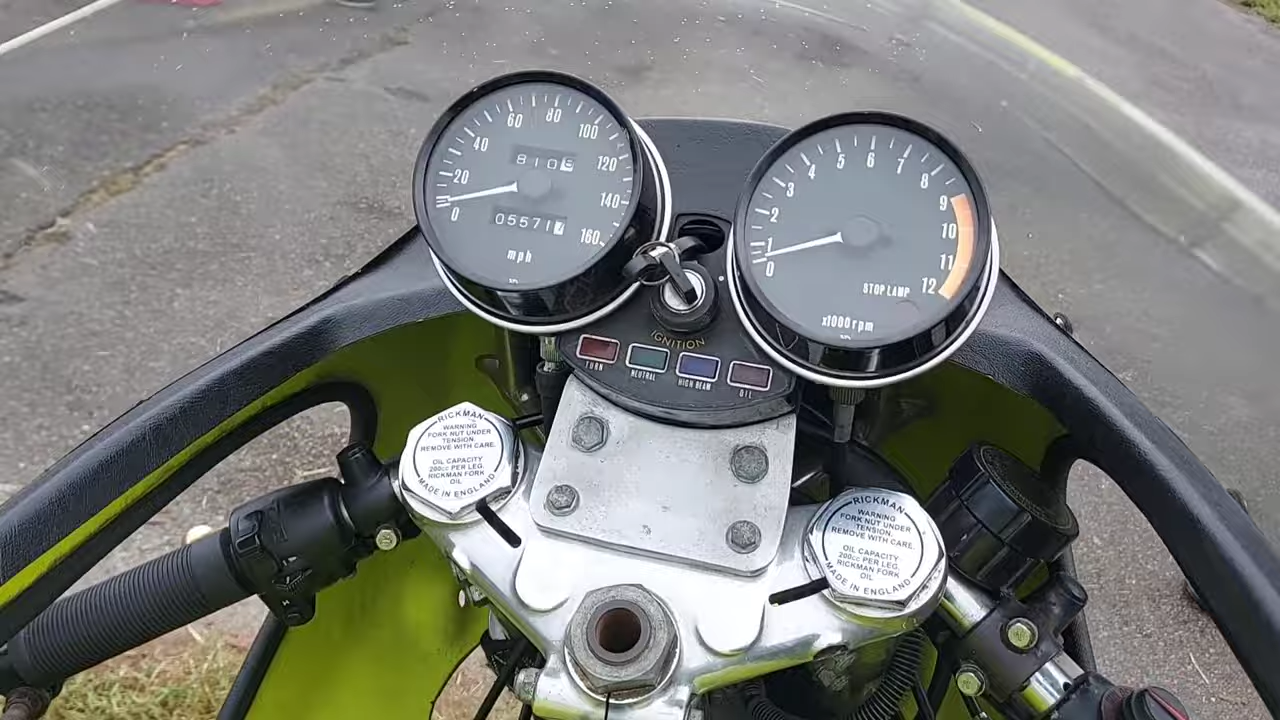 60
80
40
100
8108
120
20
140
0
05571
160
mph
5
6
7
4
8
3
9
2
10
1
11
0
12
STOP LAMP
x1000 rpm
IGNITION
TURN
NEUTRAL
HIGH BEAM
OIL
RICKMAN
WARNING
FORK NUT UNDER
TENSION.
REMOVE WITH CARE.
OIL CAPACITY
200cc PER LEG.
RICKMAN FORK
OIL
MADE IN ENGLAND
RICKMAN
WARNING
FORK NUT UNDER
TENSION.
REMOVE WITH CARE.
OIL CAPACITY
200cc PER LEG.
RICKMAN FORK
OIL
MADE IN ENGLAND